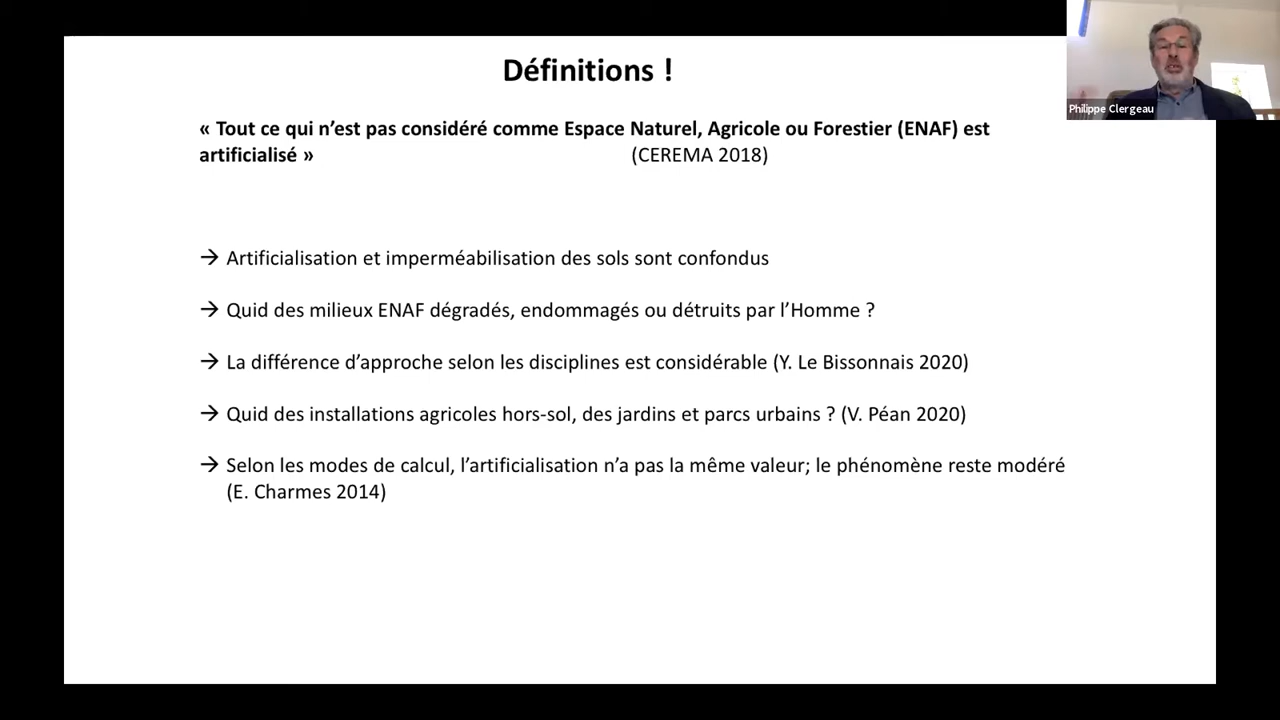 Définitions !
Philippe Clergeau
« Tout ce qui n’est pas considéré comme Espace Naturel, Agricole ou Forestier (ENAF) est
artificialisé » (CEREMA 2018)
→ Artificialisation et imperméabilisation des sols sont confondus
→ Quid des milieux ENAF dégradés, endommagés ou détruits par l’Homme ?
→ La différence d’approche selon les disciplines est considérable (Y. Le Bissonnais 2020)
→ Quid des installations agricoles hors-sol, des jardins et parcs urbains ? (V. Péan 2020)
→ Selon les modes de calcul, l’artificialisation n’a pas la même valeur; le phénomène reste modéré
(E. Charmes 2014)